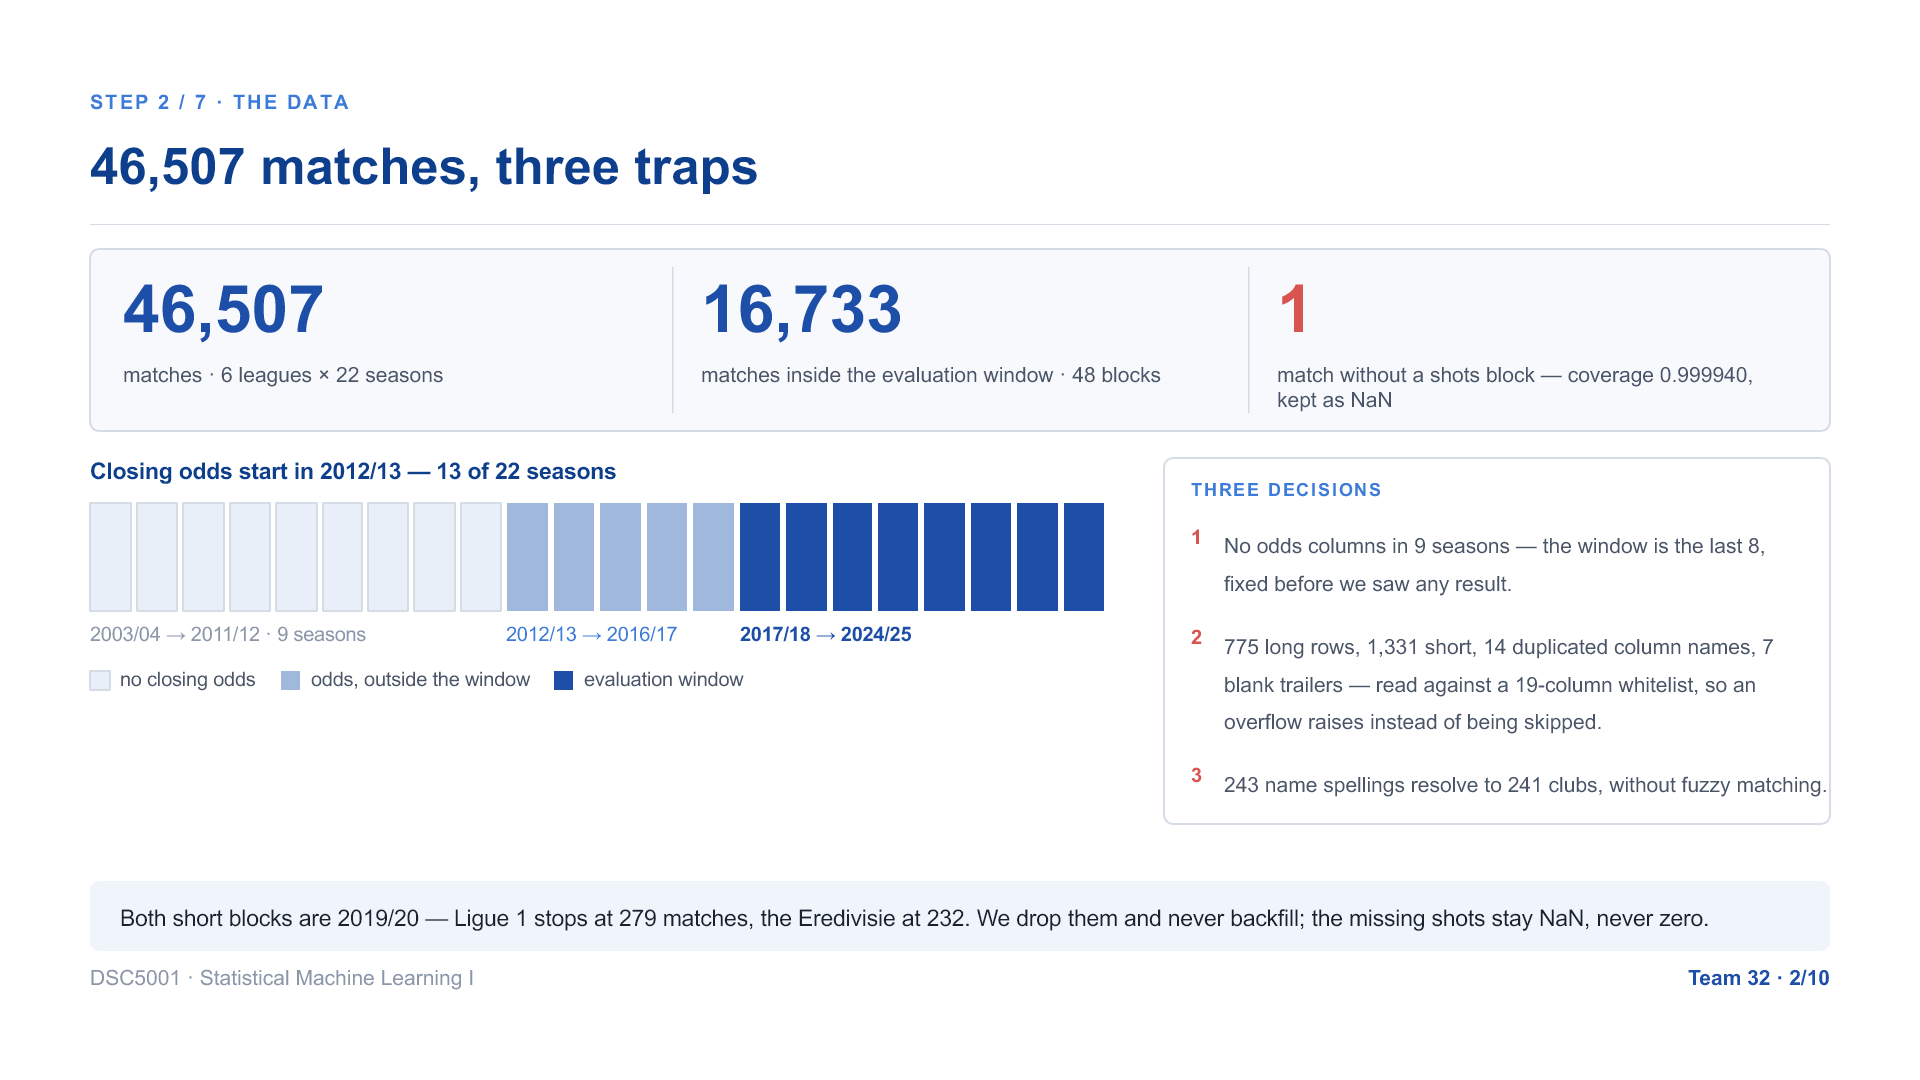 STEP 2 / 7 · THE DATA
46,507 matches, three traps
46,507
matches · 6 leagues × 22 seasons
16,733
matches inside the evaluation window · 48 blocks
1
match without a shots block — coverage 0.999940,
kept as NaN
Closing odds start in 2012/13 — 13 of 22 seasons
2003/04 → 2011/12 · 9 seasons
2012/13 → 2016/17
2017/18 → 2024/25
no closing odds
odds, outside the window
evaluation window
THREE DECISIONS
1 No odds columns in 9 seasons — the window is the last 8,
fixed before we saw any result.
2 775 long rows, 1,331 short, 14 duplicated column names, 7
blank trailers — read against a 19-column whitelist, so an
overflow raises instead of being skipped.
3 243 name spellings resolve to 241 clubs, without fuzzy matching.
Both short blocks are 2019/20 — Ligue 1 stops at 279 matches, the Eredivisie at 232. We drop them and never backfill; the missing shots stay NaN, never zero.
DSC5001 · Statistical Machine Learning I
Team 32 · 2/10